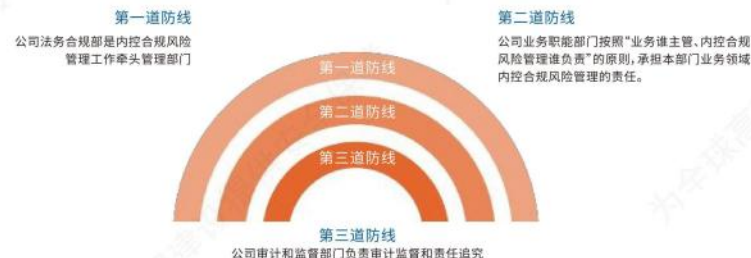 第一道防线
公司法务合规部是内控合规风险
管理工作牵头管理部门
第二道防线
公司业务职能部门按照“业务谁主管、内控合规
风险管理谁负责”的原则,承担本部门业务领域
内控合规风险管理的责任。
第一道防线
第二道防线
第三道防线
第三道防线
公司审计和监督部门负责审计监督和责任追究